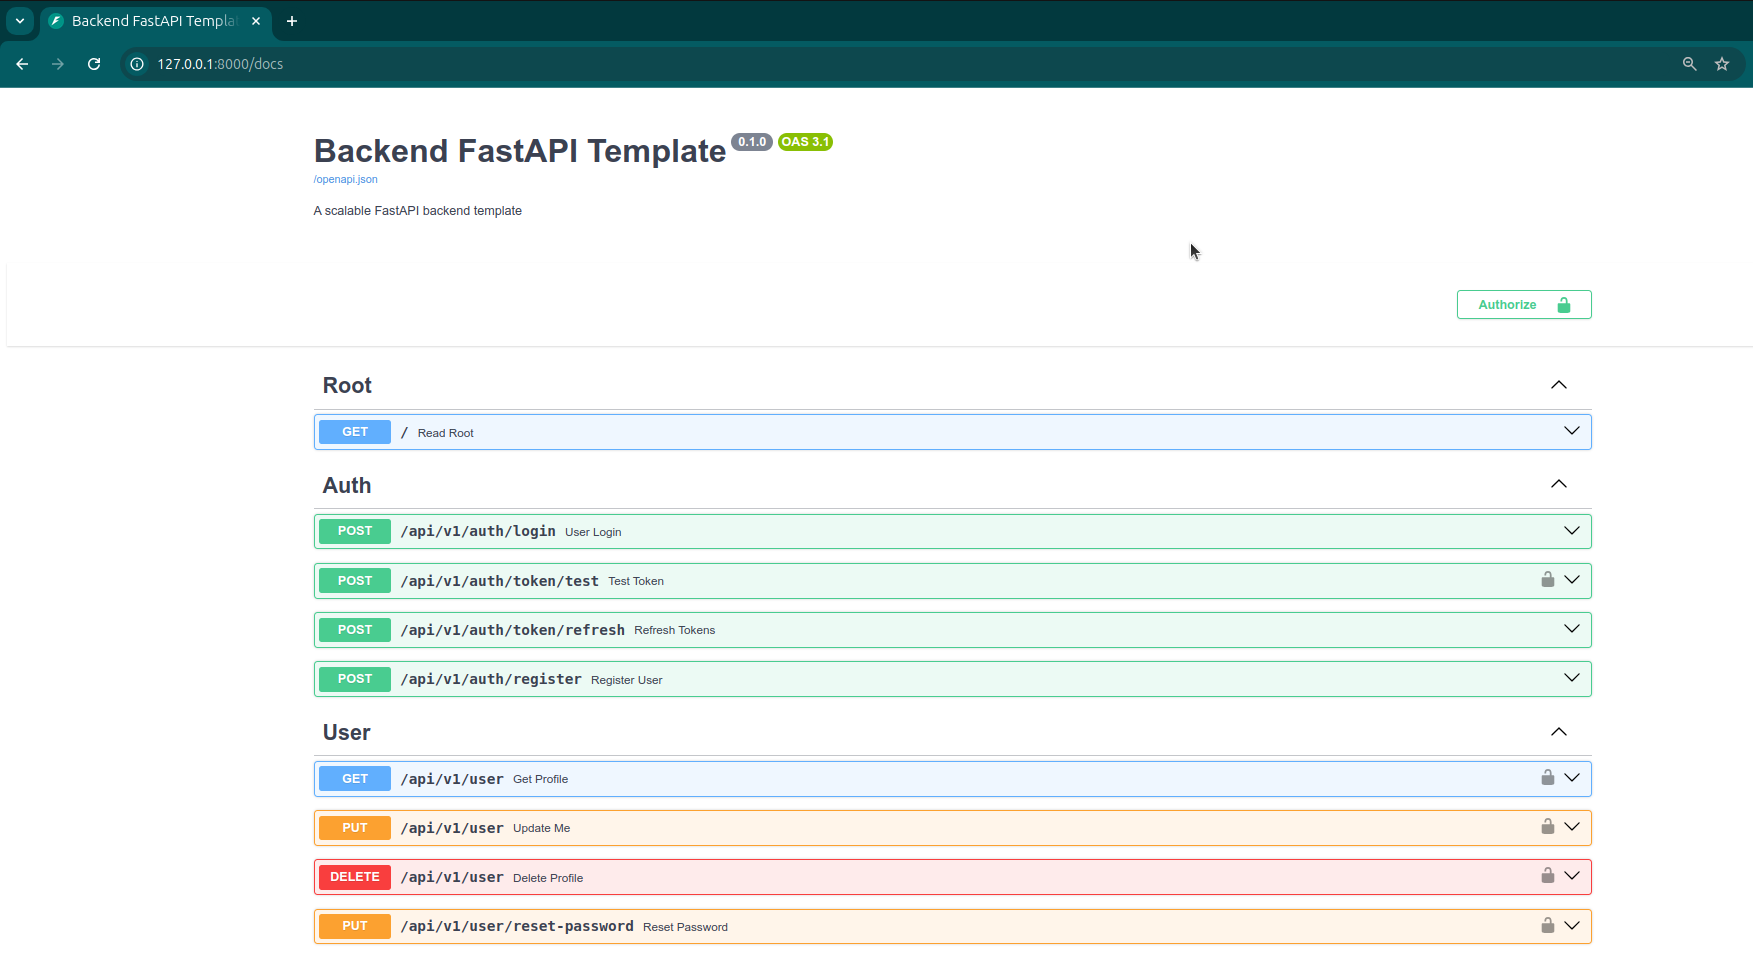 Backend FastAPI Templa
127.0.0.1:8000/docs
Backend FastAPI Template 0.1.0 OAS 3.1
/openapi.json
A scalable FastAPI backend template
Authorize
Root
GET / Read Root
Auth
POST /api/v1/auth/login User Login
POST /api/v1/auth/token/test Test Token
POST /api/v1/auth/token/refresh Refresh Tokens
POST /api/v1/auth/register Register User
User
GET /api/v1/user Get Profile
PUT /api/v1/user Update Me
DELETE /api/v1/user Delete Profile
PUT /api/v1/user/reset-password Reset Password